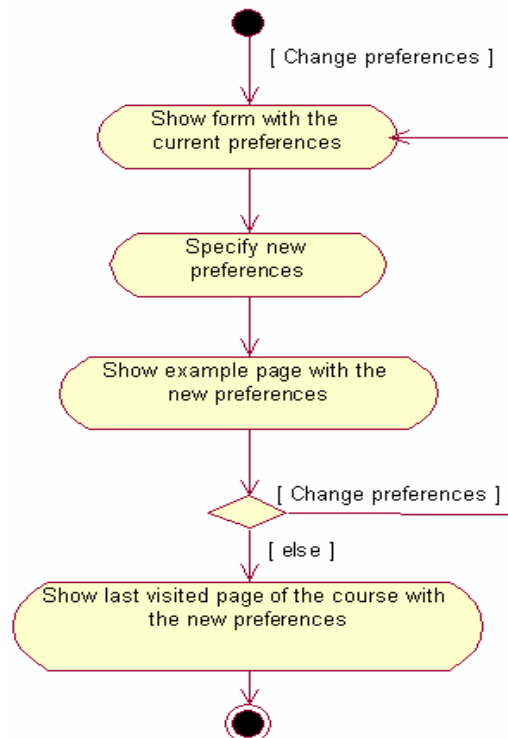 [ Change preferences ]
Show form with the
current preferences
Specify new
preferences
Show example page with the
new preferences
[ Change preferences ]
[ else ]
Show last visited page of the course with
the new preferences